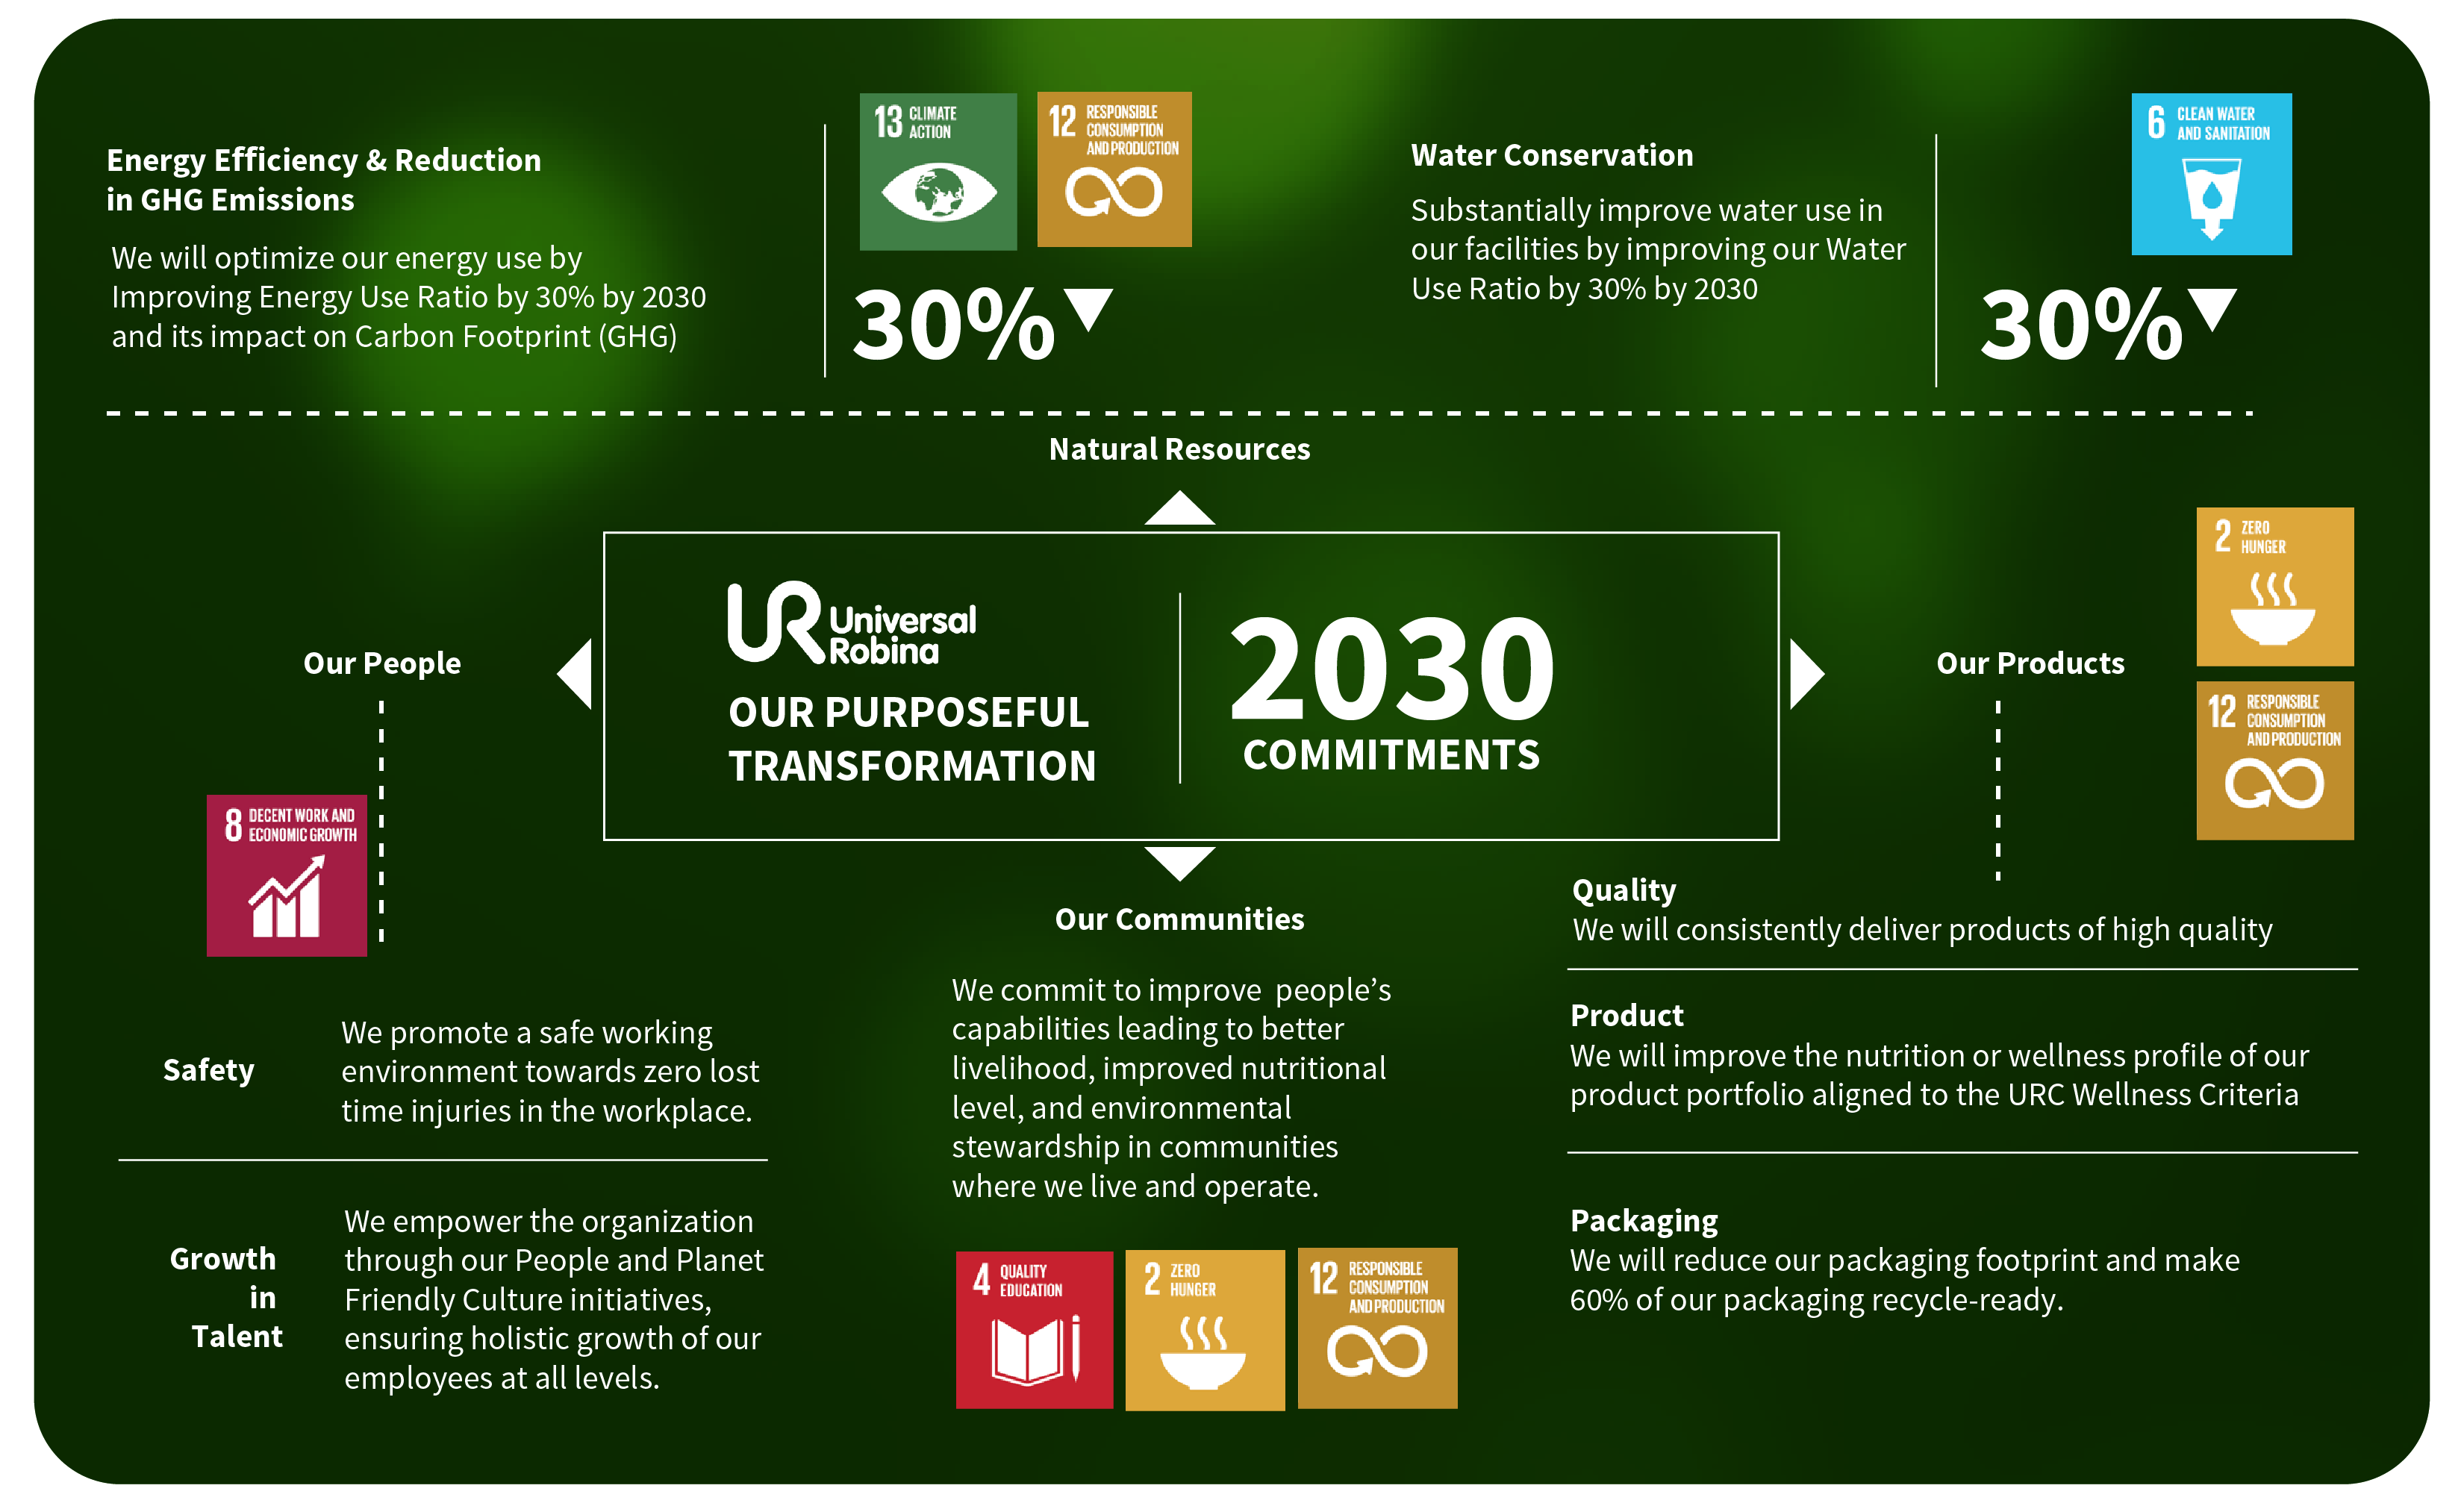 Energy Efficiency & Reduction
in GHG Emissions
We will optimize our energy use by
Improving Energy Use Ratio by 30% by 2030
and its impact on Carbon Footprint (GHG)
13 CLIMATE
ACTION
12 RESPONSIBLE
CONSUMPTION
AND PRODUCTION
30%
Water Conservation
Substantially improve water use in
our facilities by improving our Water
Use Ratio by 30% by 2030
6 CLEAN WATER
AND SANITATION
30%
Natural Resources
UR Universal
Robina
OUR PURPOSEFUL
TRANSFORMATION
2030
COMMITMENTS
Our People
8 DECENT WORK AND
ECONOMIC GROWTH
Safety
We promote a safe working
environment towards zero lost
time injuries in the workplace.
Growth
in
Talent
We empower the organization
through our People and Planet
Friendly Culture initiatives,
ensuring holistic growth of our
employees at all levels.
Our Communities
We commit to improve people’s
capabilities leading to better
livelihood, improved nutritional
level, and environmental
stewardship in communities
where we live and operate.
4 QUALITY
EDUCATION
2 ZERO
HUNGER
12 RESPONSIBLE
CONSUMPTION
AND PRODUCTION
Our Products
2 ZERO
HUNGER
12 RESPONSIBLE
CONSUMPTION
AND PRODUCTION
Quality
We will consistently deliver products of high quality
Product
We will improve the nutrition or wellness profile of our
product portfolio aligned to the URC Wellness Criteria
Packaging
We will reduce our packaging footprint and make
60% of our packaging recycle-ready.